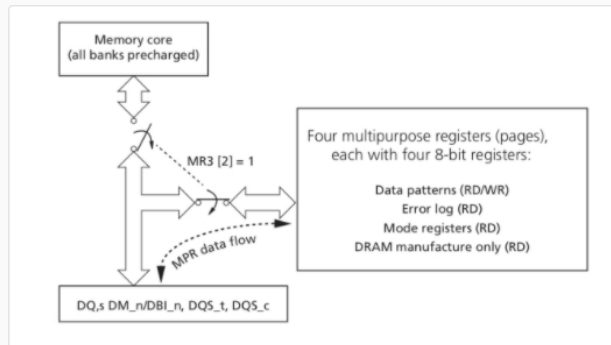 Memory core
(all banks precharged)
MR3 [2] = 1
Four multipurpose registers (pages),
each with four 8-bit registers:
Data patterns (RD/WR)
Error log (RD)
Mode registers (RD)
DRAM manufacture only (RD)
MPR data flow
DQ,s DM_n/DBI_n, DQS_t, DQS_c